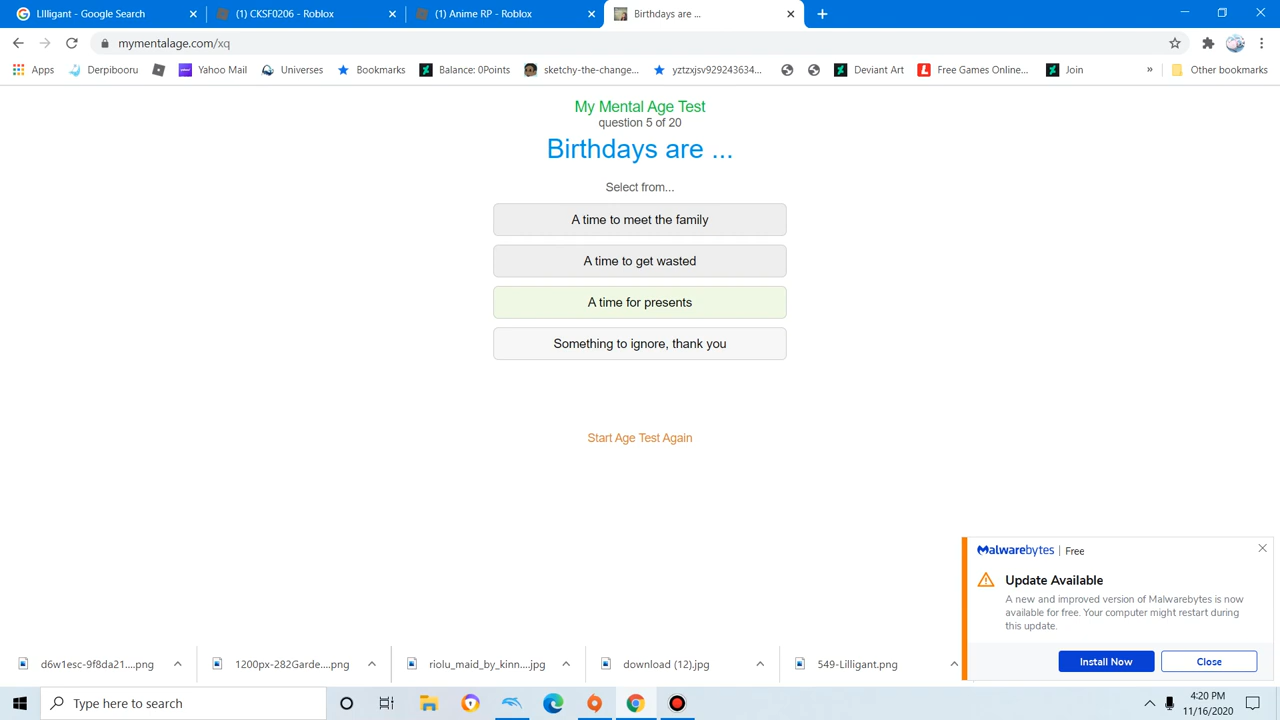 LIlligant - Google Search
(1) CKSF0206 - Roblox
(1) Anime RP - Roblox
Birthdays are ...
mymentalage.com/xq
Apps
Derpibooru
Yahoo Mail
Universes
Bookmarks
Balance: 0Points
sketchy-the-change...
yztzxjsv929243634...
Deviant Art
Free Games Online...
Join
»
Other bookmarks
My Mental Age Test
question 5 of 20
Birthdays are ...
Select from...
A time to meet the family
A time to get wasted
A time for presents
Something to ignore, thank you
Start Age Test Again
Malwarebytes | Free
Update Available
A new and improved version of Malwarebytes is now
available for free. Your computer might restart during
this update.
Install Now
Close
d6w1esc-9f8da21....png
1200px-282Garde....png
riolu_maid_by_kinn....jpg
download (12).jpg
549-Lilligant.png
Type here to search
4:20 PM
11/16/2020